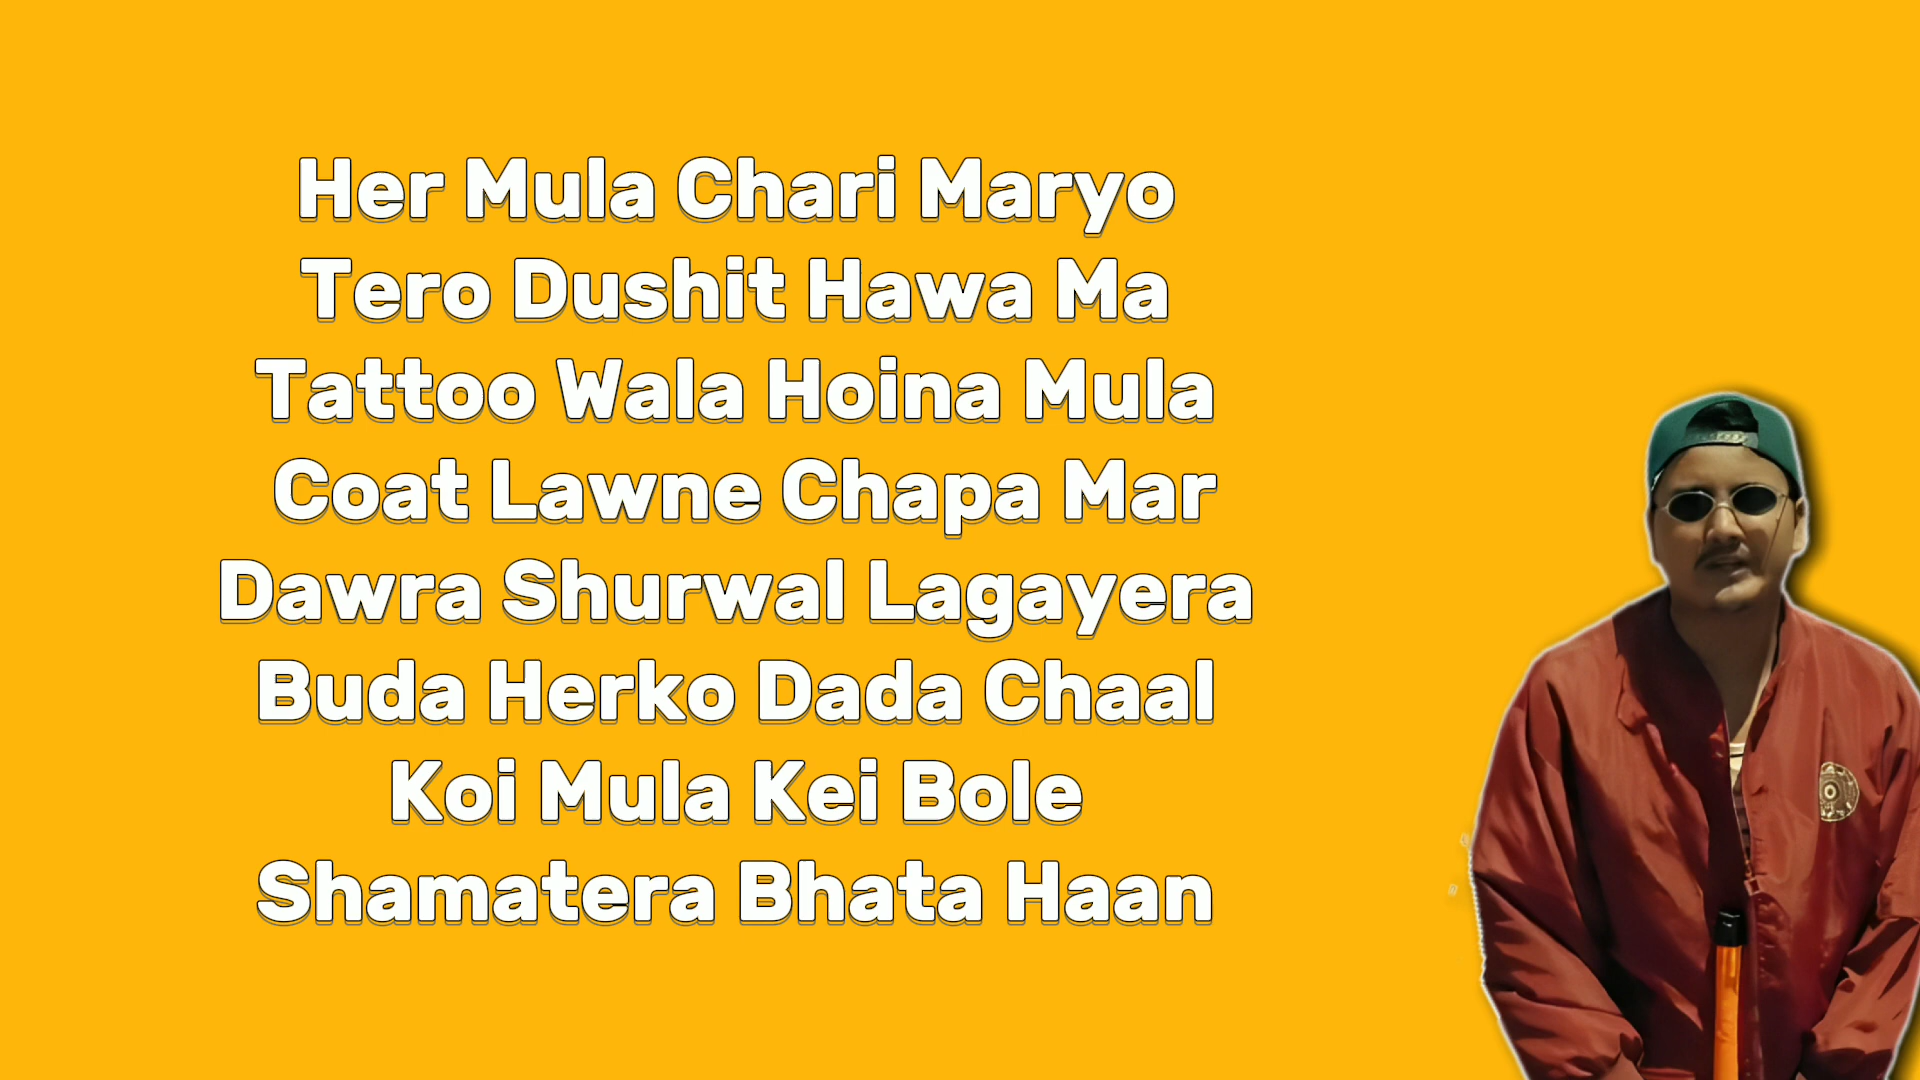 Her Mula Chari Maryo
Tero Dushit Hawa Ma
Tattoo Wala Hoina Mula
Coat Lawne Chapa Mar
Dawra Shurwal Lagayera
Buda Herko Dada Chaal
Koi Mula Kei Bole
Shamatera Bhata Haan